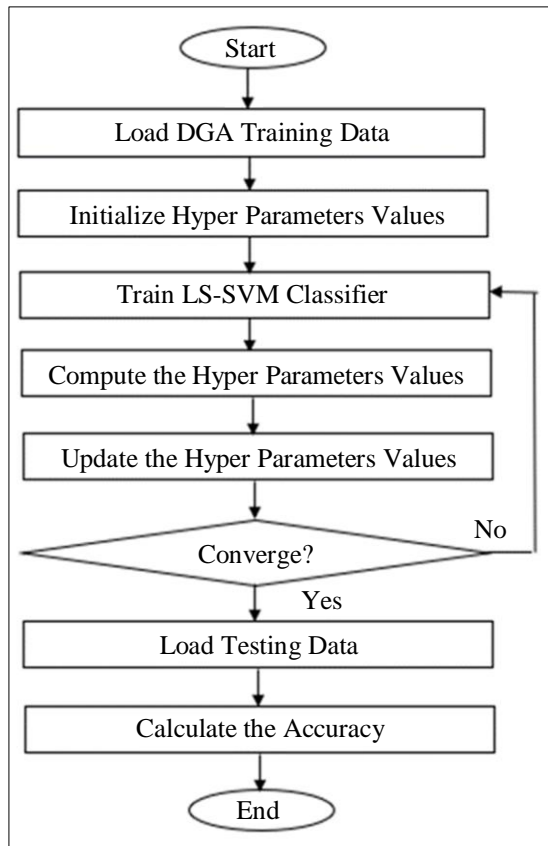 Start
Load DGA Training Data
Initialize Hyper Parameters Values
Train LS-SVM Classifier
Compute the Hyper Parameters Values
Update the Hyper Parameters Values
No
Converge?
Yes
Load Testing Data
Calculate the Accuracy
End